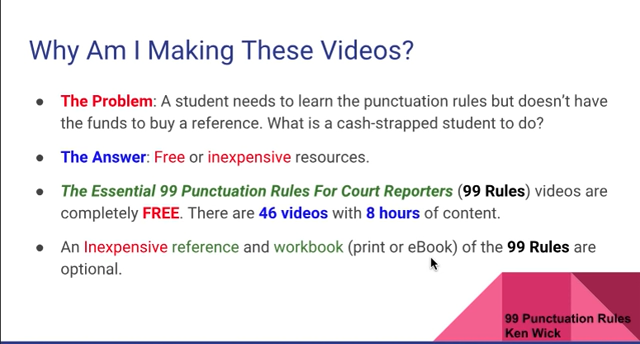 Why Am I Making These Videos?
● The Problem: A student needs to learn the punctuation rules but doesn't have
the funds to buy a reference. What is a cash-strapped student to do?
● The Answer: Free or inexpensive resources.
● The Essential 99 Punctuation Rules For Court Reporters (99 Rules) videos are
completely FREE. There are 46 videos with 8 hours of content.
● An Inexpensive reference and workbook (print or eBook) of the 99 Rules are
optional.
99 Punctuation Rules
Ken Wick